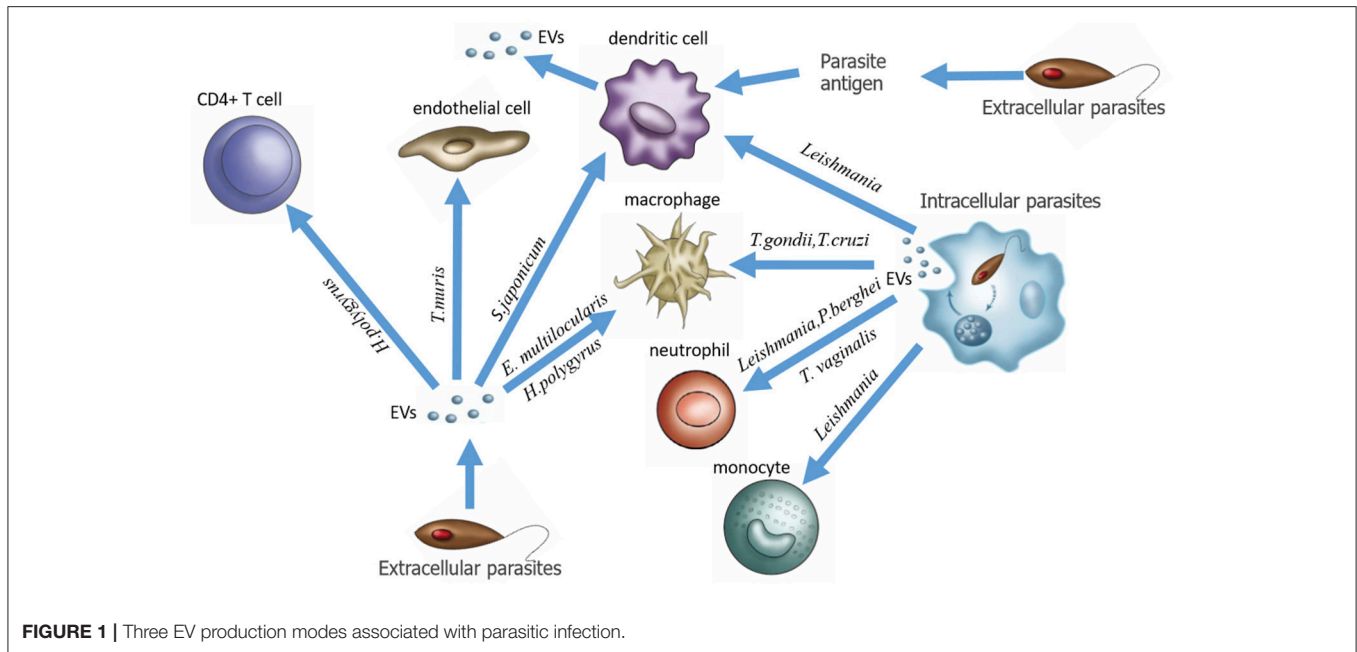 EVs
dendritic cell
Parasite
antigen
Extracellular parasites
CD4+ T cell
endothelial cell
Leishmania
macrophage
Intracellular parasites
T.gondii,T.cruzi
EVs
H.polygyrus
T.muris
S.japonicum
E. multilocularis
H.polygyrus
Leishmania,P.berghei
T. vaginalis
neutrophil
Leishmania
EVs
monocyte
Extracellular parasites
FIGURE 1 | Three EV production modes associated with parasitic infection.